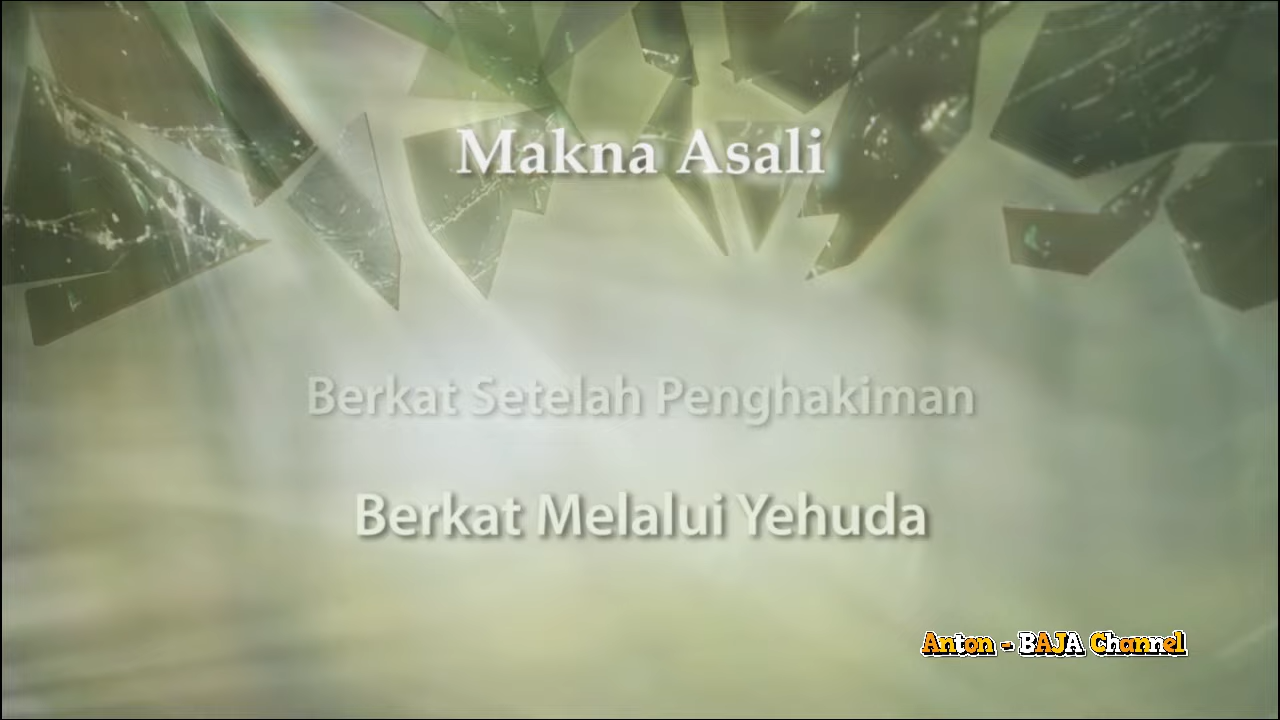 Makna Asali
Berkat Setelah Penghakiman
Berkat Melalui Yehuda
Anton - BAJA Channel